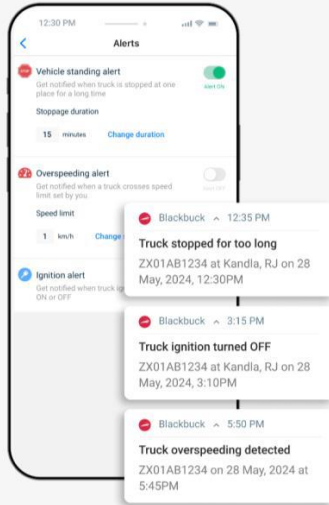 12:30 PM
Alerts
STOP
Vehicle standing alert
Get notified when truck is stopped at one
place for a long time
Alert ON
Stoppage duration
15 minutes Change duration
Overspeeding alert
Get notified when a truck crosses speed
limit set by you
Speed limit
1 km/h Change
Ignition alert
Get notified when truck ig
ON or OFF
Blackbuck 12:35 PM
Truck stopped for too long
ZX01AB1234 at Kandla, RJ on 28
May, 2024, 12:30PM
Blackbuck 3:15 PM
Truck ignition turned OFF
ZX01AB1234 at Kandla, RJ on 28
May, 2024, 3:10PM
Blackbuck 5:50 PM
Truck overspeeding detected
ZX01AB1234 on 28 May, 2024 at
5:45PM